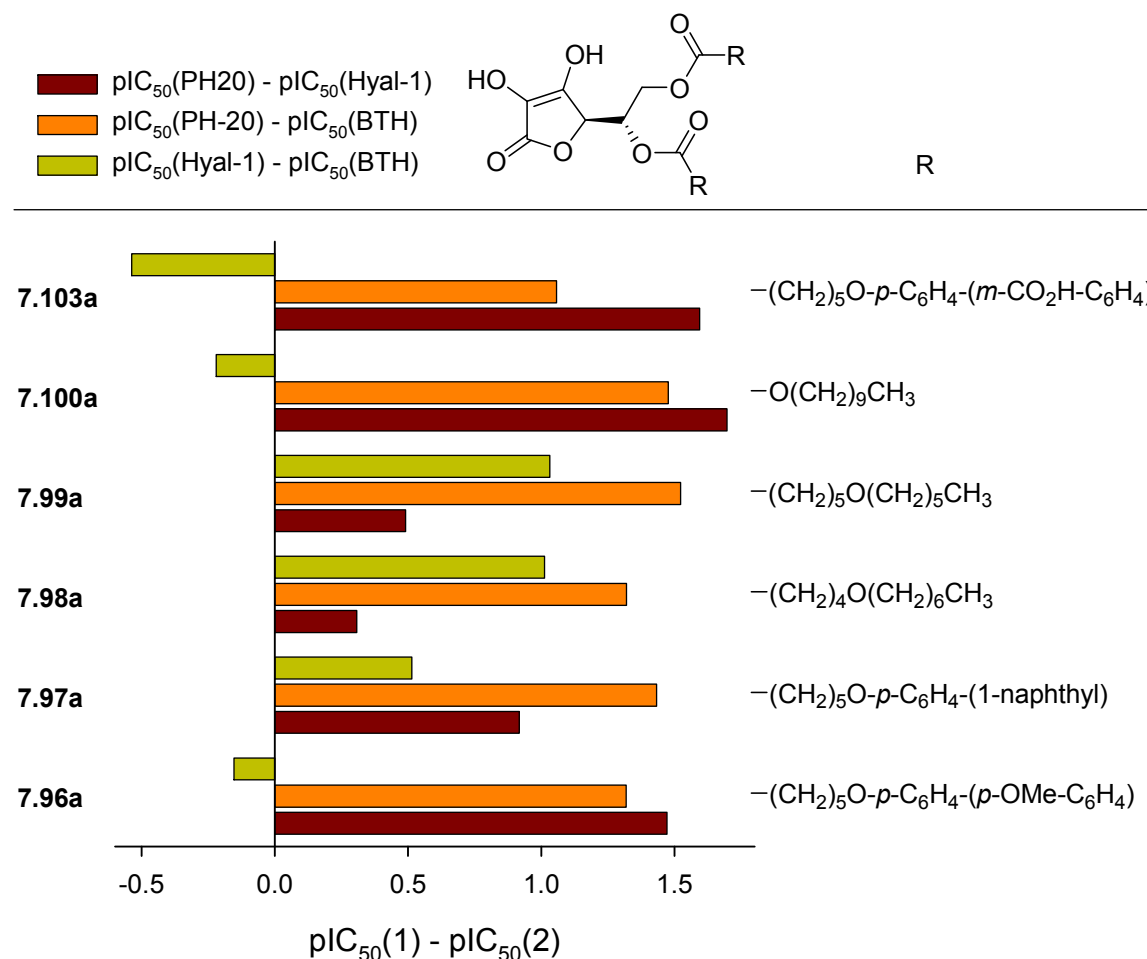 pIC50(PH20) - pIC50(Hyal-1)
pIC50(PH-20) - pIC50(BTH)
pIC50(Hyal-1) - pIC50(BTH)
O
OH
R
HO
O
O
O
O
O
R
R
7.103a
–(CH2)5O-p-C6H4-(m-CO2H-C6H4)
7.100a
–O(CH2)9CH3
7.99a
–(CH2)5O(CH2)5CH3
7.98a
–(CH2)4O(CH2)6CH3
7.97a
–(CH2)5O-p-C6H4-(1-naphthyl)
7.96a
–(CH2)5O-p-C6H4-(p-OMe-C6H4)
-0.5 0.0 0.5 1.0 1.5
pIC50(1) - pIC50(2)